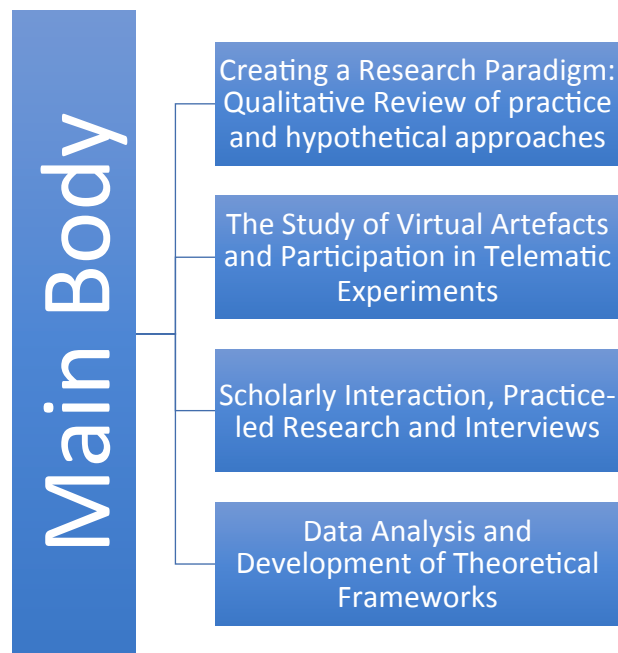 Main Body
Creating a Research Paradigm:
Qualitative Review of practice
and hypothetical approaches
The Study of Virtual Artefacts
and Participation in Telematic
Experiments
Scholarly Interaction, Practice-
led Research and Interviews
Data Analysis and
Development of Theoretical
Frameworks